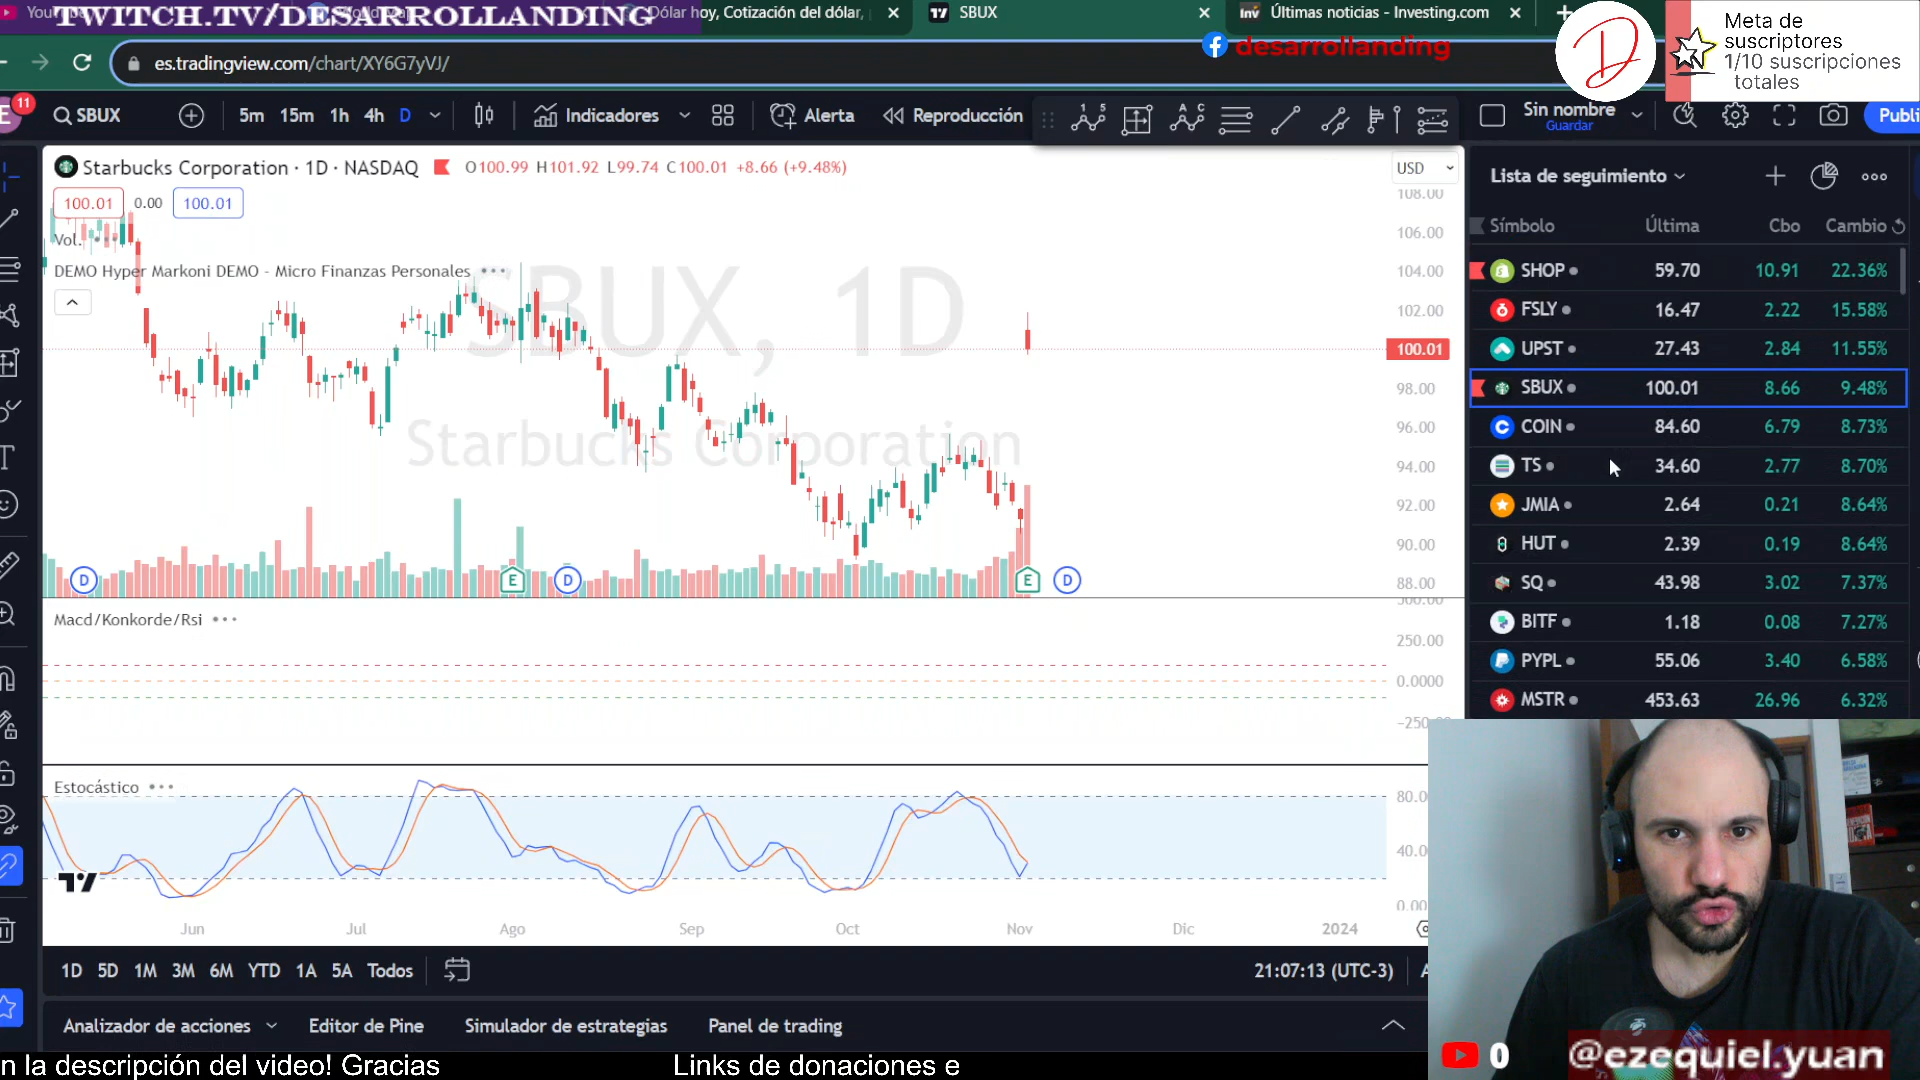 TWITCH.TV/DESARROLLANDING
Dólar hoy, Cotización del dólar,
SBUX
Últimas noticias - Investing.com
desarrollanding
Meta de
suscriptores
1/10 suscripciones
totales
es.tradingview.com/chart/XY6G7yVJ/
11
SBUX
5m 15m 1h 4h D
Indicadores
Alerta
Reproducción
Sin nombre
Guardar
Publi
Starbucks Corporation · 1D · NASDAQ
O100.99 H101.92 L99.74 C100.01 +8.66 (+9.48%)
USD
100.01 0.00 100.01
Vol.
DEMO Hyper Markoni DEMO - Micro Finanzas Personales
SBUX, 1D
Starbucks Corporation
108.00
106.00
104.00
102.00
100.01
98.00
96.00
94.00
92.00
90.00
88.00
D E D E D
Macd/Konkorde/Rsi
500.00
250.00
0.0000
−250.
Estocástico
80.0
40.0
0.00
Jun Jul Ago Sep Oct Nov Dic 2024
1D 5D 1M 3M 6M YTD 1A 5A Todos
21:07:13 (UTC-3)
Analizador de acciones
Editor de Pine
Simulador de estrategias
Panel de trading
Lista de seguimiento
Símbolo Última Cbo Cambio
SHOP 59.70 10.91 22.36%
FSLY 16.47 2.22 15.58%
UPST 27.43 2.84 11.55%
SBUX 100.01 8.66 9.48%
COIN 84.60 6.79 8.73%
TS 34.60 2.77 8.70%
JMIA 2.64 0.21 8.64%
HUT 2.39 0.19 8.64%
SQ 43.98 3.02 7.37%
BITF 1.18 0.08 7.27%
PYPL 55.06 3.40 6.58%
MSTR 453.63 26.96 6.32%
0
@ezequiel.yuan
n la descripción del video! Gracias
Links de donaciones e